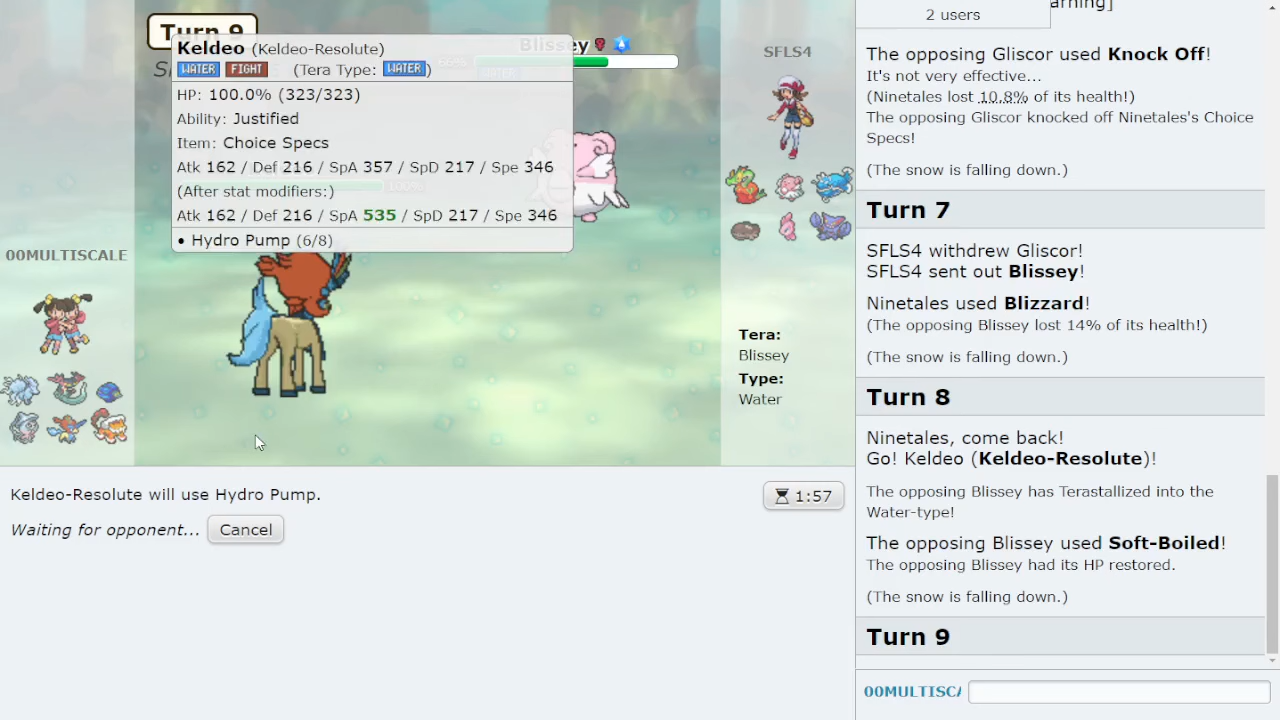 Turn 9
Keldeo (Keldeo-Resolute)
WATER FIGHT (Tera Type: WATER)
HP: 100.0% (323/323)
Ability: Justified
Item: Choice Specs
Atk 162 / Def 216 / SpA 357 / SpD 217 / Spe 346
(After stat modifiers:)
Atk 162 / Def 216 / SpA 535 / SpD 217 / Spe 346
• Hydro Pump (6/8)
Blissey
66%
WATER
100%
00MULTISCALE
SFLS4
Tera:
Blissey
Type:
Water
Keldeo-Resolute will use Hydro Pump.
1:57
Waiting for opponent... Cancel
2 users
arning]
The opposing Gliscor used Knock Off!
It's not very effective...
(Ninetales lost 10.8% of its health!)
The opposing Gliscor knocked off Ninetales's Choice
Specs!
(The snow is falling down.)
Turn 7
SFLS4 withdrew Gliscor!
SFLS4 sent out Blissey!
Ninetales used Blizzard!
(The opposing Blissey lost 14% of its health!)
(The snow is falling down.)
Turn 8
Ninetales, come back!
Go! Keldeo (Keldeo-Resolute)!
The opposing Blissey has Terastallized into the
Water-type!
The opposing Blissey used Soft-Boiled!
The opposing Blissey had its HP restored.
(The snow is falling down.)
Turn 9
00MULTISCA